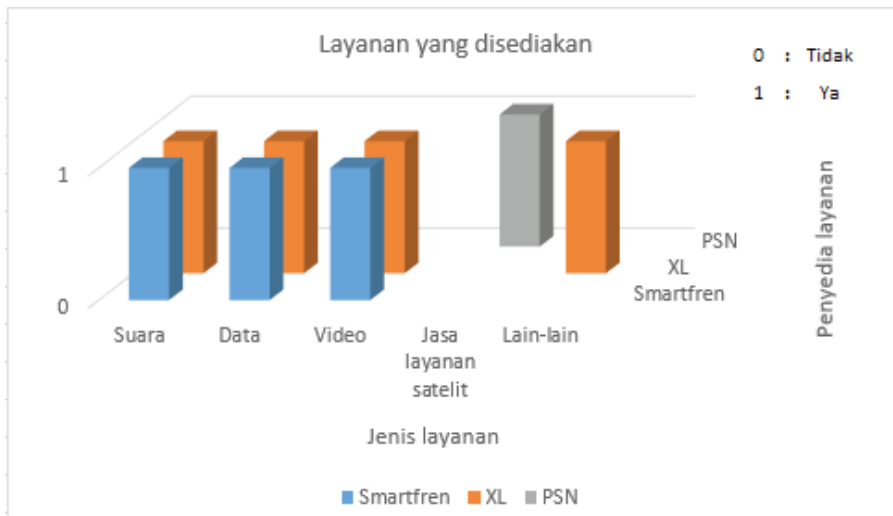 Layanan yang disediakan
0 : Tidak
1 : Ya
1
0
PSN
XL
Smartfren
Penyedia layanan
Suara
Data
Video
Jasa
layanan
satelit
Lain-lain
Jenis layanan
Smartfren XL PSN